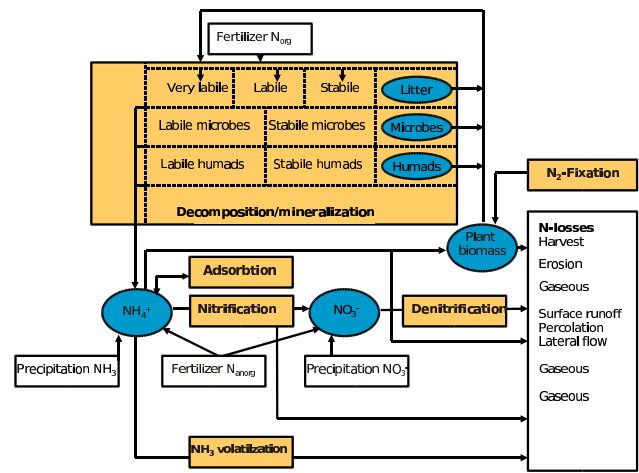 Fertilizer Norg
Very labile
Labile
Stabile
Litter
Labile microbes
Stabile microbes
Microbes
Labile humads
Stabile humads
Humads
Decomposition/mineralization
N2-Fixation
Plant
biomass
N-losses
Harvest
Erosion
Gaseous
Surface runoff
Percolation
Lateral flow
Gaseous
Gaseous
Adsorbtion
NH4+
Nitrification
NO3-
Denitrification
Precipitation NH3
Fertilizer Nanorg
Precipitation NO3-
NH3 volatilzation